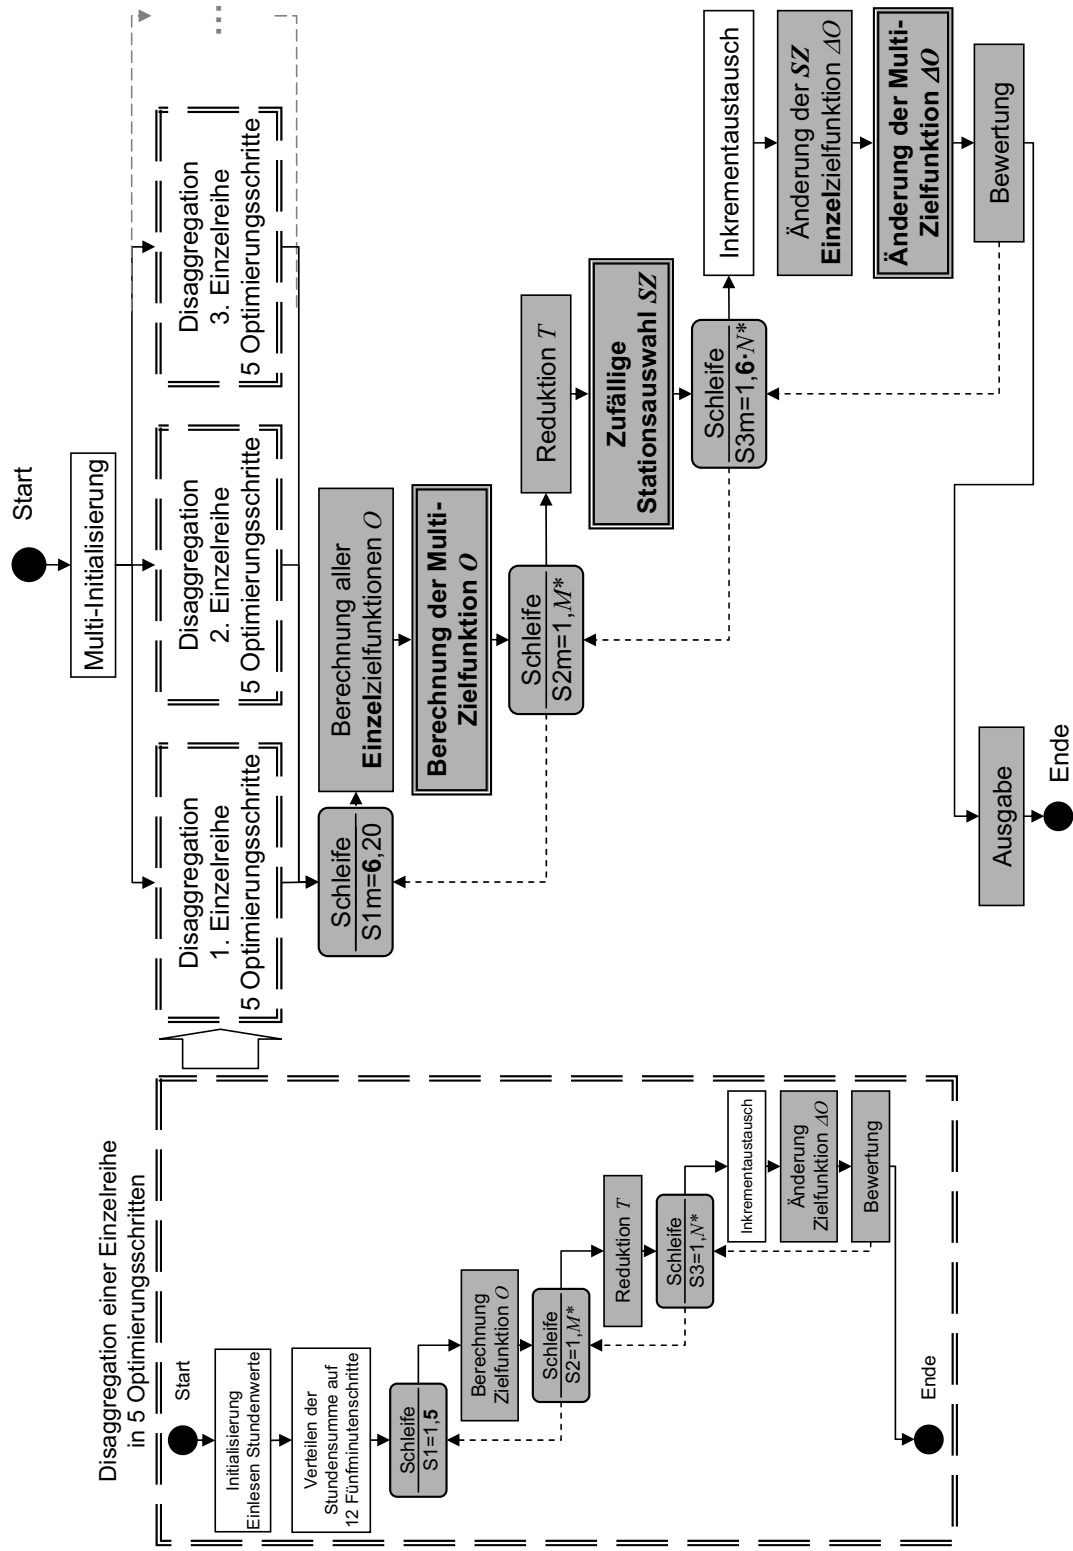 Disaggregation einer Einzelreihe
in 5 Optimierungsschritten
Start
Initialisierung
Einlesen Stundenwerte
Verteilen der
Stundensumme auf
12 Fünfminutenschritte
Schleife
S1=1,5
Berechnung
Zielfunktion O
Schleife
S2=1,M*
Reduktion T
Schleife
S3=1,N*
Inkrementaustausch
Änderung
Zielfunktion ΔO
Bewertung
Ende
Start
Multi-Initialisierung
Disaggregation
1. Einzelreihe
5 Optimierungsschritte
Disaggregation
2. Einzelreihe
5 Optimierungsschritte
Disaggregation
3. Einzelreihe
5 Optimierungsschritte
...
Schleife
S1m=6,20
Berechnung aller
Einzelzielfunktionen O
Berechnung der Multi-
Zielfunktion O
Schleife
S2m=1,M*
Reduktion T
Zufällige
Stationsauswahl SZ
Schleife
S3m=1,6·N*
Inkrementaustausch
Änderung der SZ
Einzelzielfunktion ΔO
Änderung der Multi-
Zielfunktion ΔO
Bewertung
Ausgabe
Ende